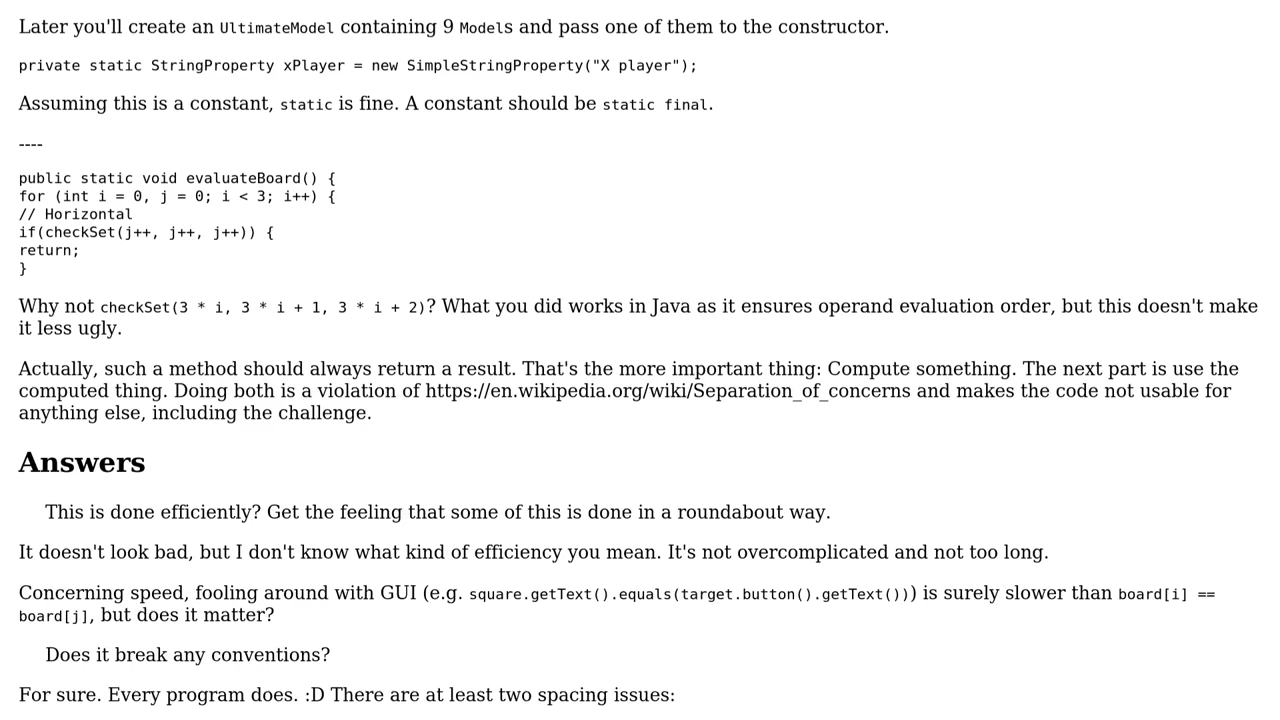 Later you'll create an UltimateModel containing 9 Models and pass one of them to the constructor.
private static StringProperty xPlayer = new SimpleStringProperty("X player");
Assuming this is a constant, static is fine. A constant should be static final.
----
public static void evaluateBoard() {
for (int i = 0, j = 0; i < 3; i++) {
// Horizontal
if(checkSet(j++, j++, j++)) {
return;
}
Why not checkSet(3 * i, 3 * i + 1, 3 * i + 2)? What you did works in Java as it ensures operand evaluation order, but this doesn't make
it less ugly.
Actually, such a method should always return a result. That's the more important thing: Compute something. The next part is use the
computed thing. Doing both is a violation of https://en.wikipedia.org/wiki/Separation_of_concerns and makes the code not usable for
anything else, including the challenge.
Answers
This is done efficiently? Get the feeling that some of this is done in a roundabout way.
It doesn't look bad, but I don't know what kind of efficiency you mean. It's not overcomplicated and not too long.
Concerning speed, fooling around with GUI (e.g. square.getText().equals(target.button().getText())) is surely slower than board[i] ==
board[j], but does it matter?
Does it break any conventions?
For sure. Every program does. :D There are at least two spacing issues: